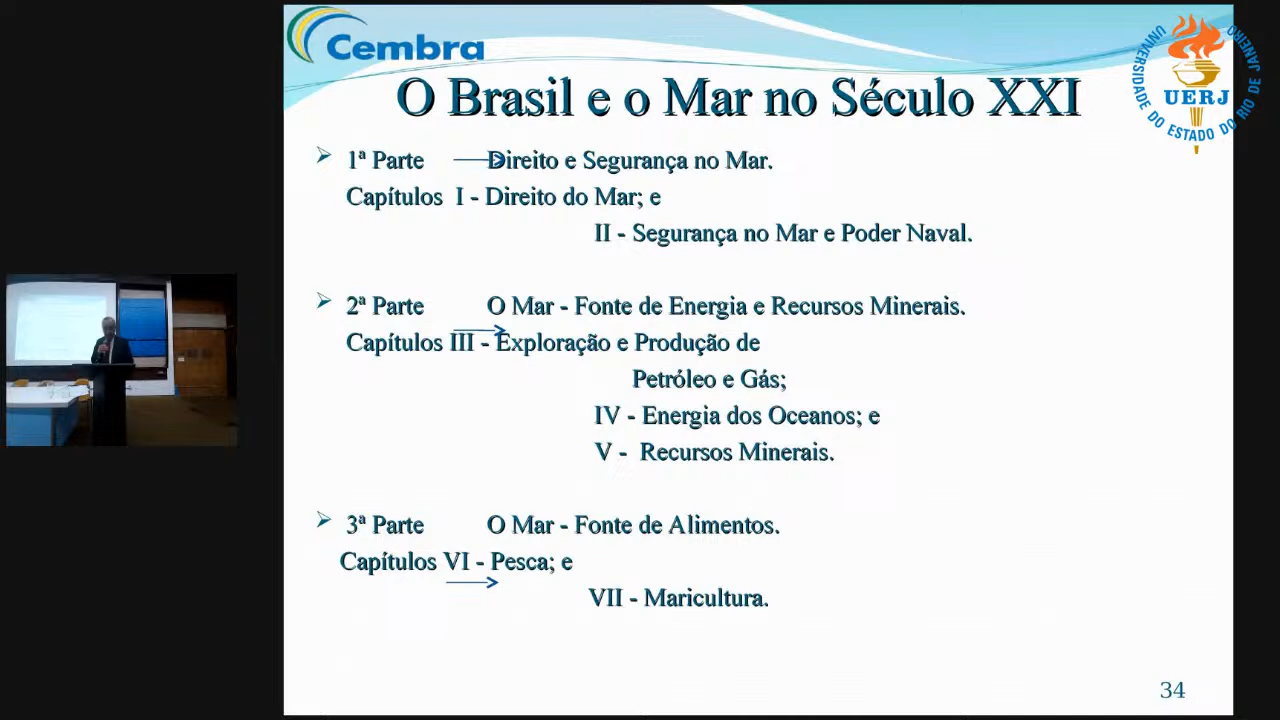 Cembra
UNIVERSIDADE DO ESTADO DO RIO DE JANEIRO
UERJ
O Brasil e o Mar no Século XXI
1ª Parte Direito e Segurança no Mar.
Capítulos I - Direito do Mar; e
II - Segurança no Mar e Poder Naval.
2ª Parte O Mar - Fonte de Energia e Recursos Minerais.
Capítulos III - Exploração e Produção de
Petróleo e Gás;
IV - Energia dos Oceanos; e
V - Recursos Minerais.
3ª Parte O Mar - Fonte de Alimentos.
Capítulos VI - Pesca; e
VII - Maricultura.
34